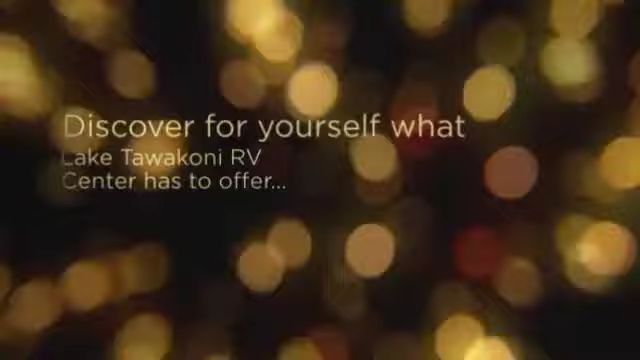 Discover for yourself what
Lake Tawakoni RV
Center has to offer...